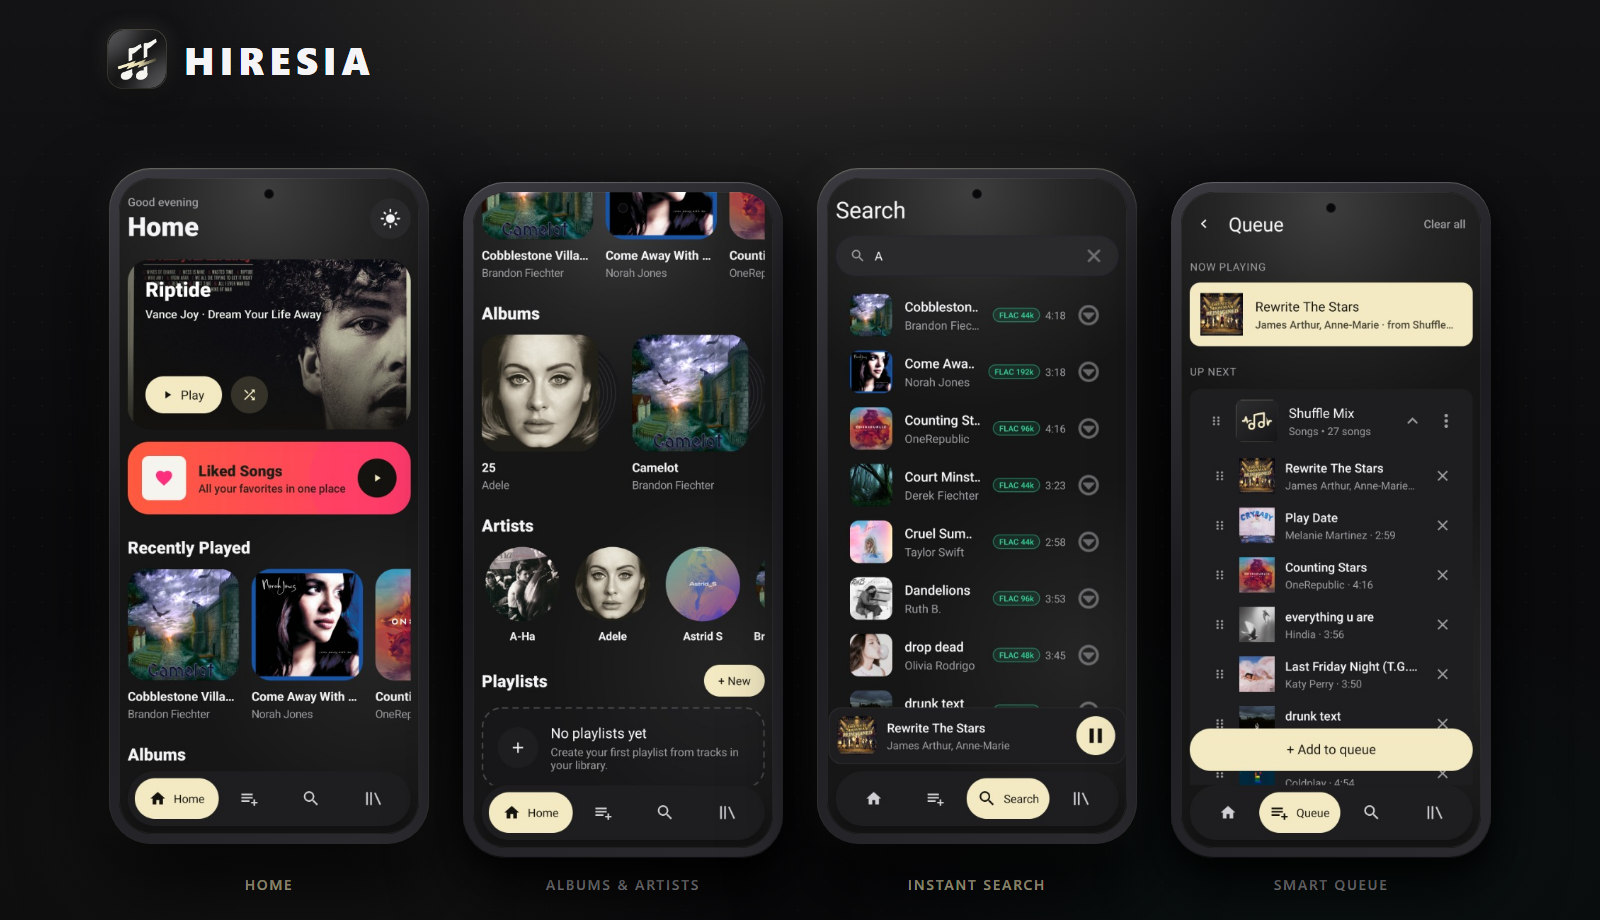 HIRESIA
Good evening
Home
Riptide
Vance Joy · Dream Your Life Away
Play
Liked Songs
All your favorites in one place
Recently Played
Camelot
Norah Jones
Cobblestone Villa...
Brandon Fiechter
Come Away With ...
Norah Jones
Counti
OneRep
Albums
Home
HOME
Camelot
Cobblestone Villa...
Brandon Fiechter
Come Away With ...
Norah Jones
Counti
OneRep
Albums
Camelot
25
Adele
Camelot
Brandon Fiechter
Artists
Astrid S
A-Ha
Adele
Astrid S
Br
Playlists
+ New
No playlists yet
Create your first playlist from tracks in
your library.
Home
ALBUMS & ARTISTS
Search
A
Cobbleston..
Brandon Fiec...
FLAC 44k
4:18
Come Awa..
Norah Jones
FLAC 192k
3:18
Counting St..
OneRepublic
FLAC 96k
4:16
Court Minst..
Derek Fiechter
FLAC 44k
3:23
Cruel Sum..
Taylor Swift
FLAC 44k
2:58
Dandelions
Ruth B.
FLAC 96k
3:53
drop dead
Olivia Rodrigo
FLAC 48k
3:45
drunk text
Rewrite The Stars
James Arthur, Anne-Marie
Search
INSTANT SEARCH
Queue
Clear all
NOW PLAYING
Rewrite The Stars
James Arthur, Anne-Marie · from Shuffle...
UP NEXT
Shuffle Mix
Songs • 27 songs
Rewrite The Stars
James Arthur, Anne-Marie...
Play Date
Melanie Martinez · 2:59
Counting Stars
OneRepublic · 4:16
everything u are
Hindia · 3:56
Last Friday Night (T.G....
Katy Perry · 3:50
drunk text
+ Add to queue
Coldplay · 4:54
Queue
SMART QUEUE